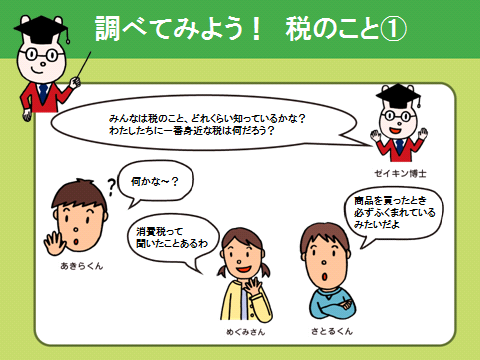 調べてみよう！ 税のこと①
みんなは税のこと、どれくらい知っているかな？
わたしたちに一番身近な税は何だろう？
ゼイキン博士
何かな～？
？
あきらくん
消費税って
聞いたことあるわ
めぐみさん
商品を買ったとき
必ずふくまれている
みたいだよ
さとるくん